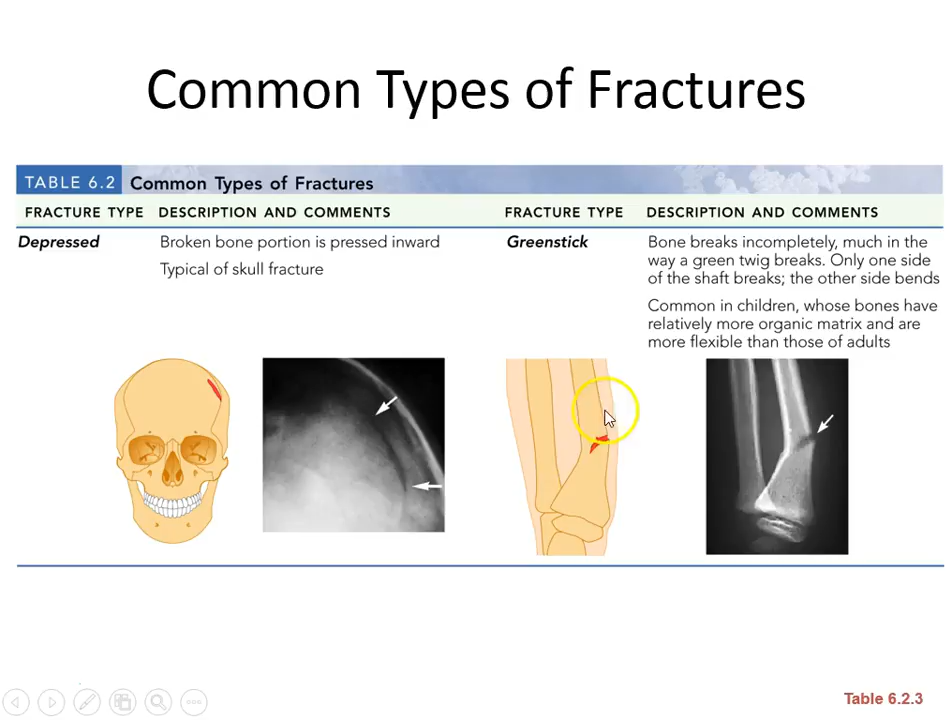 Common Types of Fractures
TABLE 6.2 Common Types of Fractures
FRACTURE TYPE DESCRIPTION AND COMMENTS FRACTURE TYPE DESCRIPTION AND COMMENTS
Depressed
Broken bone portion is pressed inward
Typical of skull fracture
Greenstick
Bone breaks incompletely, much in the
way a green twig breaks. Only one side
of the shaft breaks; the other side bends
Common in children, whose bones have
relatively more organic matrix and are
more flexible than those of adults
Table 6.2.3